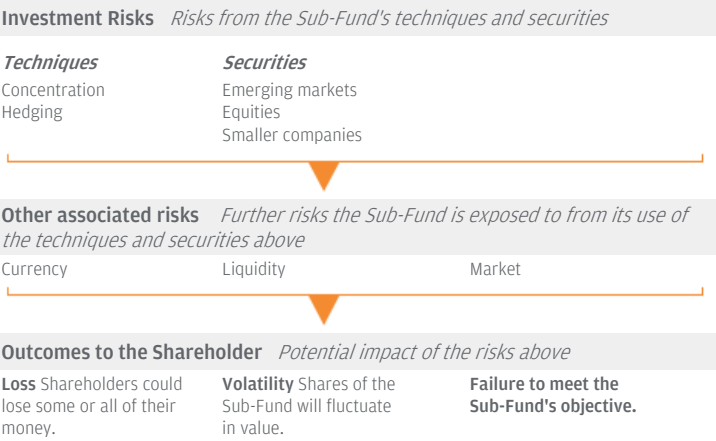 Investment Risks Risks from the Sub-Fund's techniques and securities
Techniques Securities
Concentration Emerging markets
Hedging Equities
Smaller companies
Other associated risks Further risks the Sub-Fund is exposed to from its use of
the techniques and securities above
Currency Liquidity Market
Outcomes to the Shareholder Potential impact of the risks above
Loss Shareholders could
lose some or all of their
money.
Volatility Shares of the
Sub-Fund will fluctuate
in value.
Failure to meet the
Sub-Fund's objective.